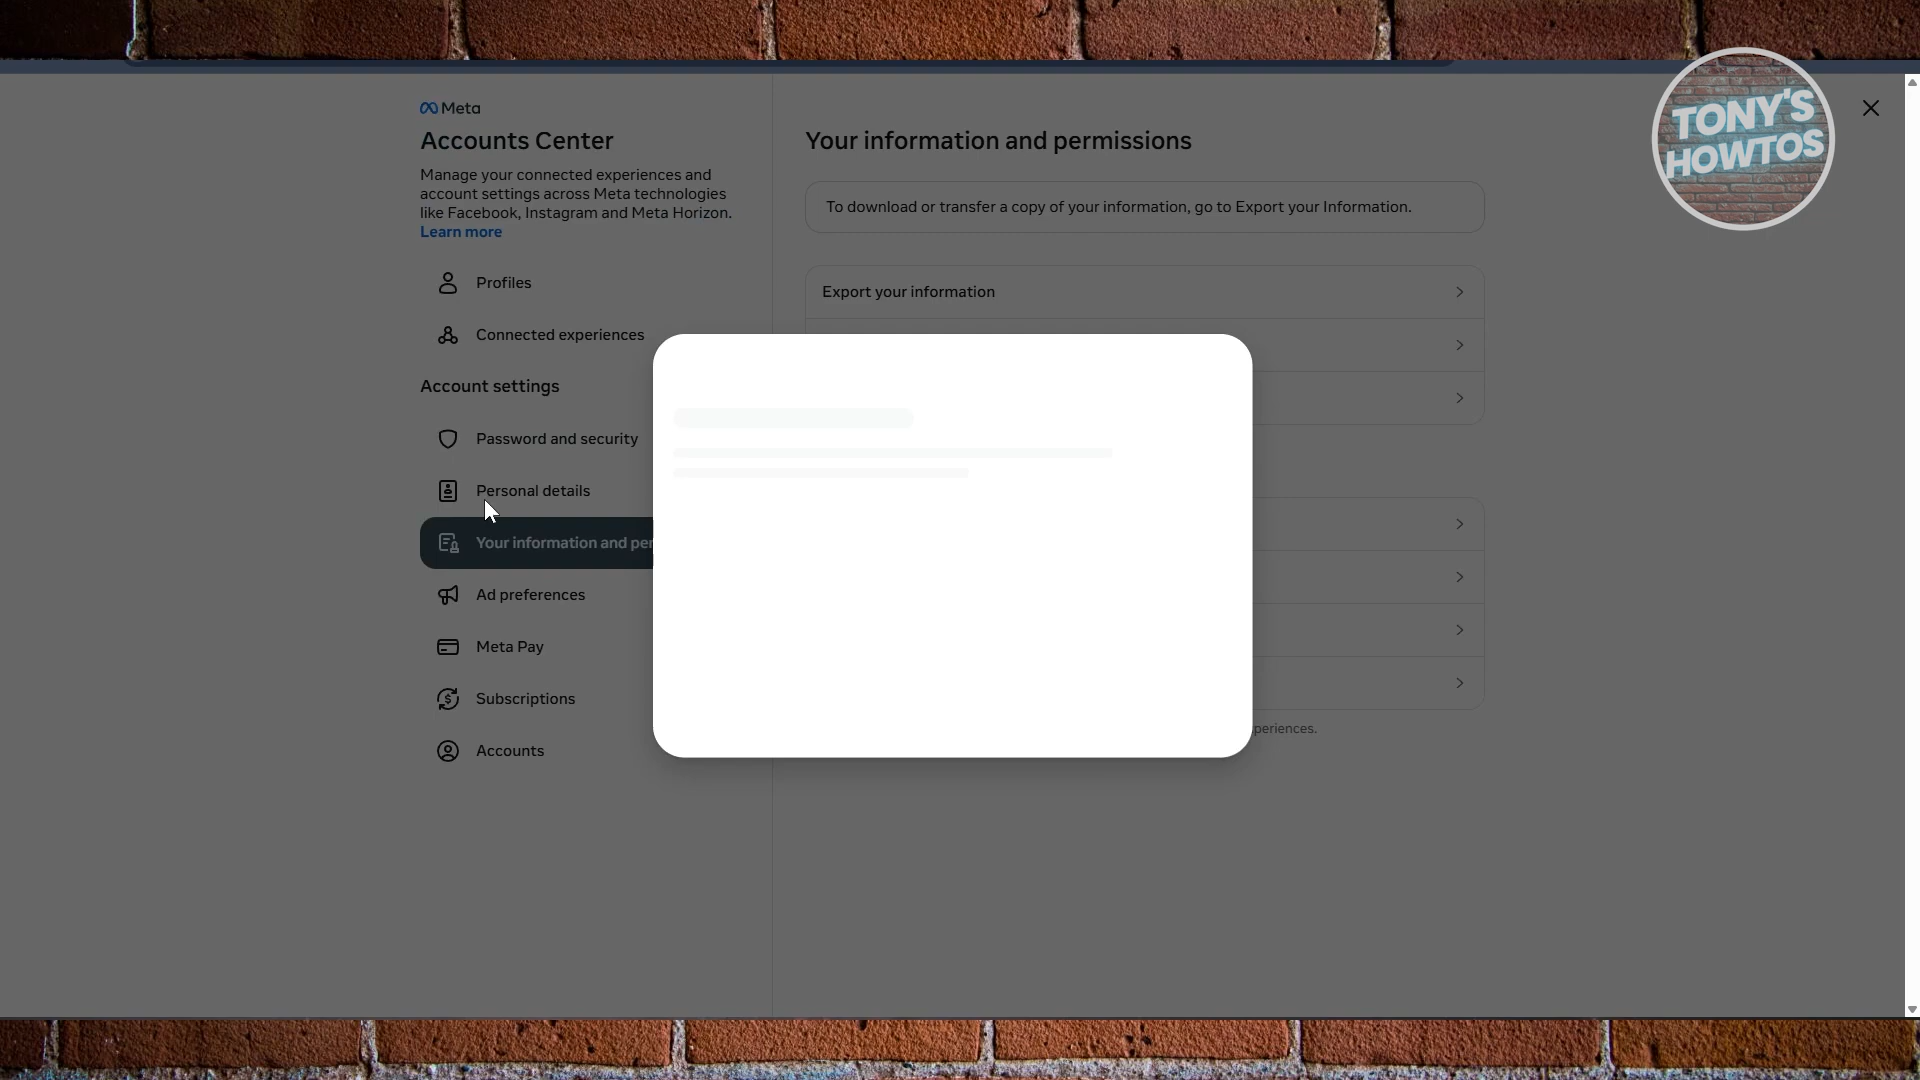 Meta
Accounts Center
Manage your connected experiences and
account settings across Meta technologies
like Facebook, Instagram and Meta Horizon.
Learn more
Profiles
Connected experiences
Account settings
Password and security
Personal details
Your information and per
Ad preferences
Meta Pay
Subscriptions
Accounts
Your information and permissions
To download or transfer a copy of your information, go to Export your Information.
Export your information
periences.
TONY'S
HOWTOS